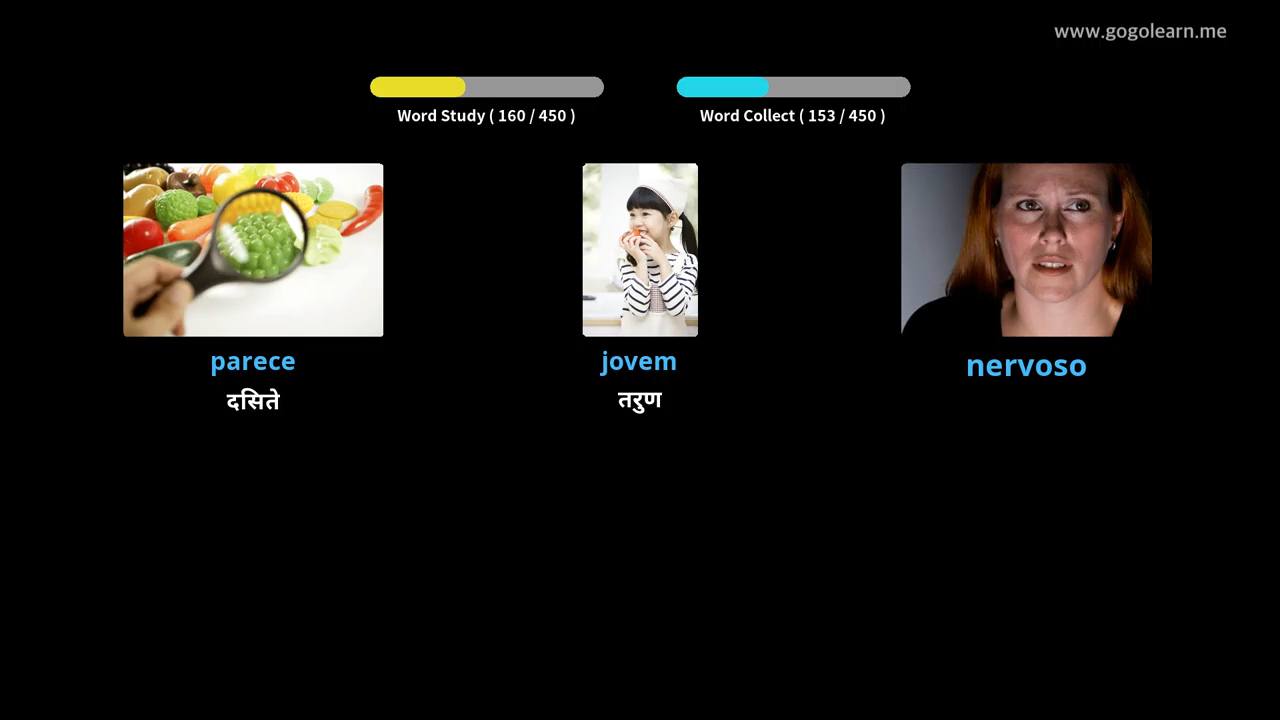 www.gogolearn.me
Word Study ( 160 / 450 )
Word Collect ( 153 / 450 )
parece
दसिते
jovem
तरुण
nervoso